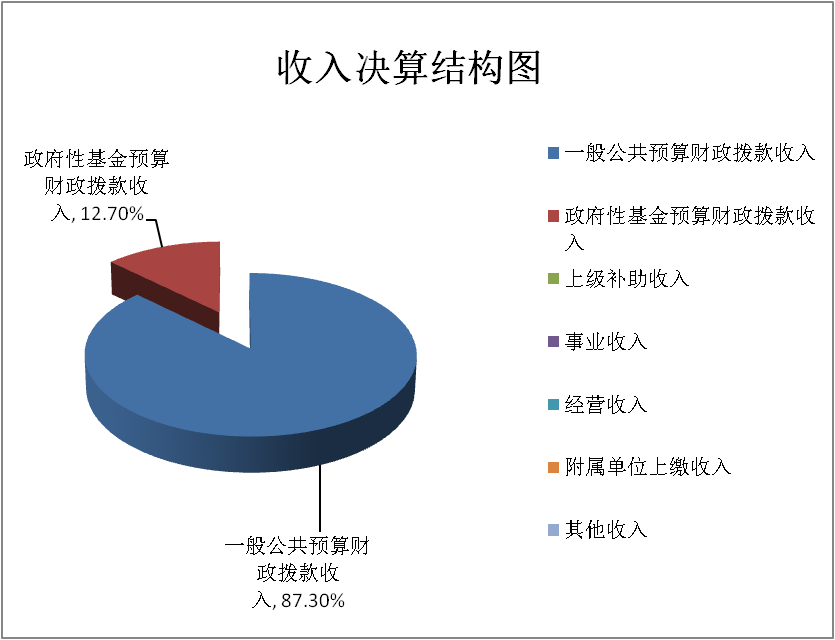 收入决算结构图
政府性基金预算
财政拨款收
入, 12.70%
一般公共预算财
政拨款收
入, 87.30%
一般公共预算财政拨款收入
政府性基金预算财政拨款收
入
上级补助收入
事业收入
经营收入
附属单位上缴收入
其他收入